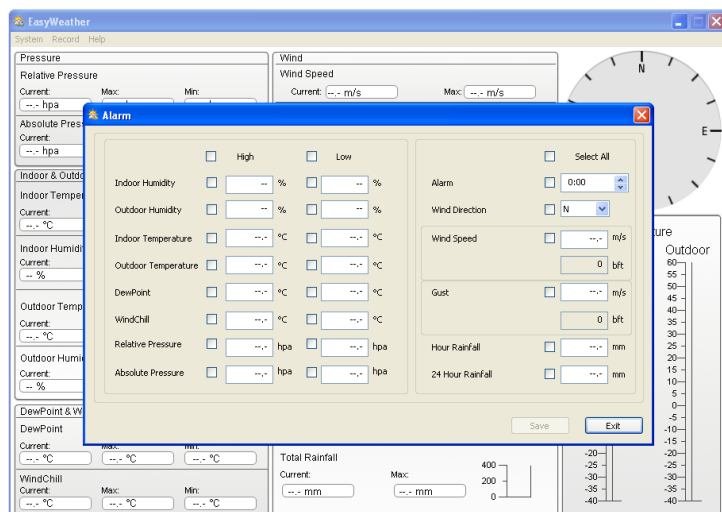 EasyWeather
System Record Help
Pressure
Relative Pressure
Current: Max: Min:
--.- hpa
Absolute Pres
Current:
--.- hpa
Indoor & Outdo
Indoor Temper
Current:
--.- °C
Indoor Humidi
Current:
-- %
Outdoor Temp
Current:
--.- °C
Outdoor Humi
Current:
-- %
DewPoint & W
DewPoint
Current: Max: Min:
--.- °C --.- °C --.- °C
WindChill
Current: Max: Min:
--.- °C --.- °C --.- °C
Wind
Wind Speed
Current: --.- m/s Max: --.- m/s
N
E
Alarm
High Low
Indoor Humidity -- % -- %
Outdoor Humidity -- % -- %
Indoor Temperature --.- °C --.- °C
Outdoor Temperature --.- °C --.- °C
DewPoint --.- °C --.- °C
WindChill --.- °C --.- °C
Relative Pressure --.- hpa --.- hpa
Absolute Pressure --.- hpa --.- hpa
Select All
Alarm 0:00
Wind Direction N
Wind Speed --.- m/s
0 bft
Gust --.- m/s
0 bft
Hour Rainfall --.- mm
24 Hour Rainfall --.- mm
Save Exit
Total Rainfall
Current: Max:
--.- mm --.- mm
400
200
0
ture
Outdoor
60
55
50
45
40
35
30
25
20
15
10
5
0
-5
-10
-15
-20 -20
-25 -25
-30 -30
-35 -35
-40 -40